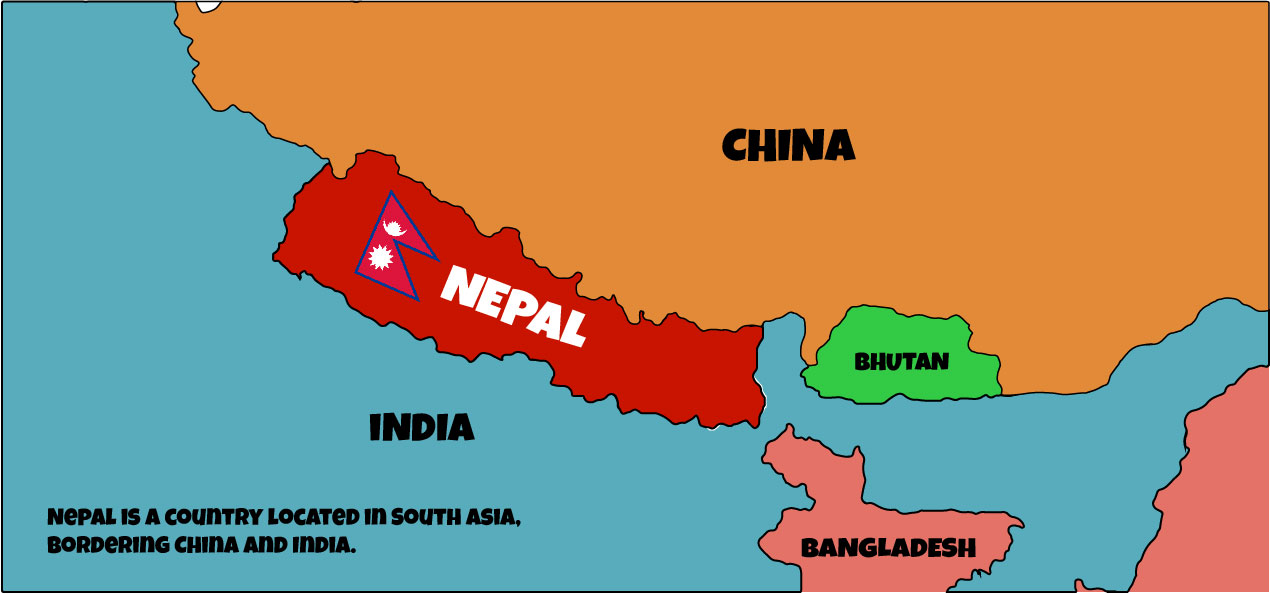 CHINA
NEPAL
BHUTAN
INDIA
NEPAL IS A COUNTRY LOCATED IN SOUTH ASIA,
BORDERING CHINA AND INDIA.
BANGLADESH